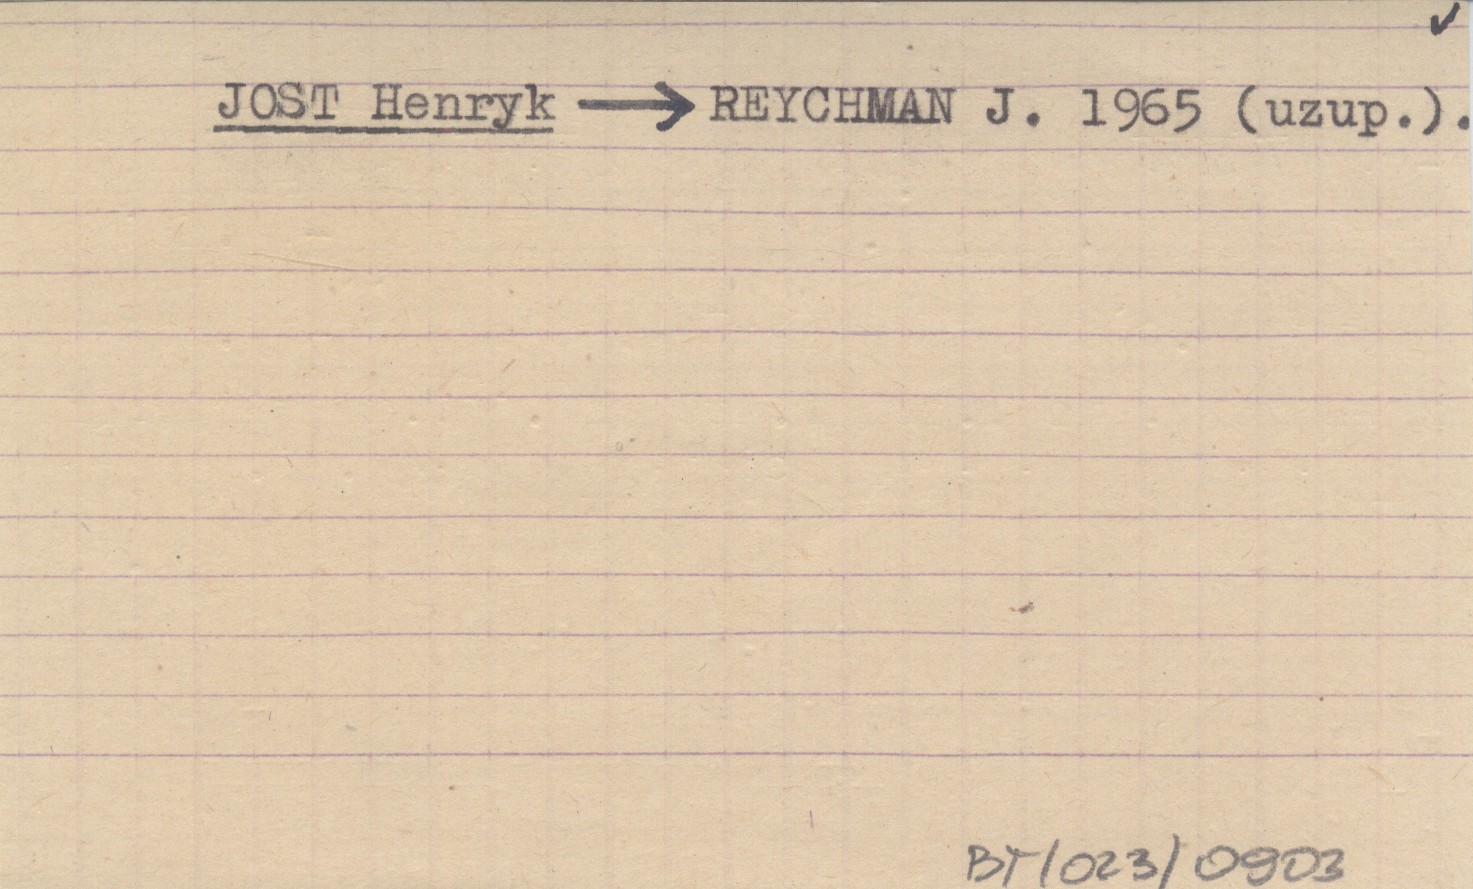 ✓
JOST Henryk → REYCHMAN J. 1965 (uzup.).
BT/023/0903